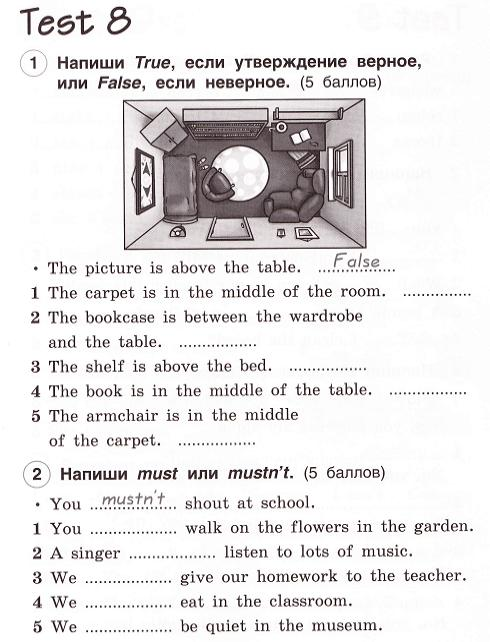 Test 8
1 Напиши True, если утверждение верное,
или False, если неверное. (5 баллов)
• The picture is above the table. ....False....
1 The carpet is in the middle of the room. ...............
2 The bookcase is between the wardrobe
and the table. .................
3 The shelf is above the bed. .................
4 The book is in the middle of the table. .................
5 The armchair is in the middle
of the carpet. .................
2 Напиши must или mustn't. (5 баллов)
• You ..mustn't.. shout at school.
1 You .................. walk on the flowers in the garden.
2 A singer .................. listen to lots of music.
3 We .................. give our homework to the teacher.
4 We .................. eat in the classroom.
5 We .................. be quiet in the museum.